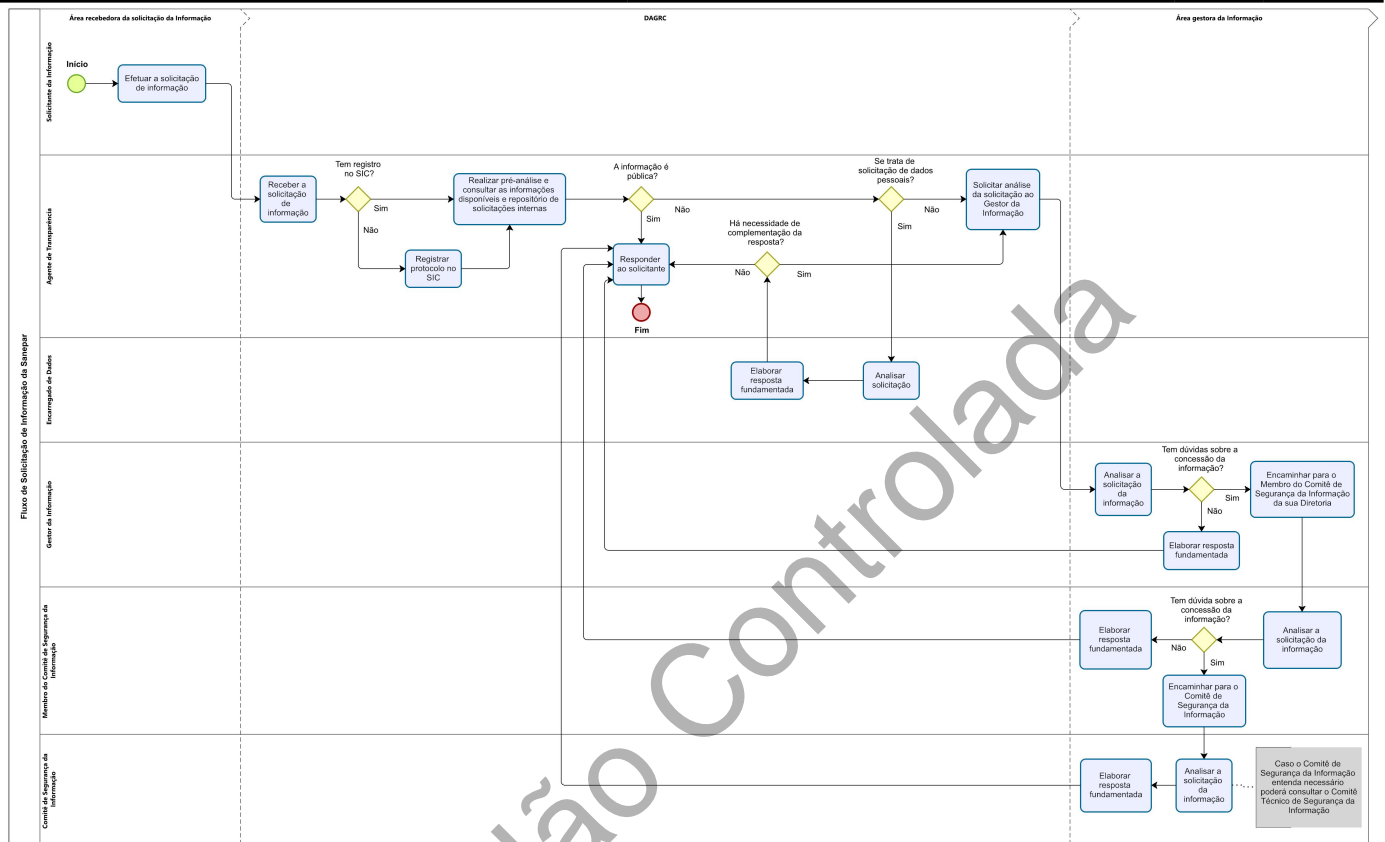 Área recebedora da solicitação da Informação
DAGRC
Área gestora da Informação
Fluxo de Solicitação de Informação da Sanepar
Solicitante da Informação
Início
Efetuar a solicitação
de informação
Agente de Transparência
Receber a
solicitação
de
informação
Tem registro
no SIC?
Sim
Não
Registrar
protocolo no
SIC
Realizar pré-análise e
consultar as informações
disponíveis e repositório de
solicitações internas
A informação é
pública?
Não
Sim
Responder
ao solicitante
Fim
Há necessidade de
complementação da
resposta?
Não
Sim
Se trata de
solicitação de dados
pessoais?
Não
Sim
Solicitar análise
da solicitação ao
Gestor da
Informação
Encarregado de Dados
Elaborar
resposta
fundamentada
Analisar
solicitação
Gestor da Informação
Analisar a
solicitação
da
informação
Tem dúvidas sobre a
concessão da
informação?
Sim
Não
Encaminhar para o
Membro do Comitê de
Segurança da Informação
da sua Diretoria
Elaborar resposta
fundamentada
Membro do Comitê de Segurança da
Informação
Elaborar
resposta
fundamentada
Tem dúvida sobre a
concessão da
informação?
Não
Sim
Analisar a
solicitação da
informação
Encaminhar para o
Comitê de
Segurança da
Informação
Comitê de Segurança da
Informação
Elaborar
resposta
fundamentada
Analisar a
solicitação
da
informação
Caso o Comitê de
Segurança da Informação
entenda necessário
poderá consultar o Comitê
Técnico de Segurança da
Informação
ão Controlada